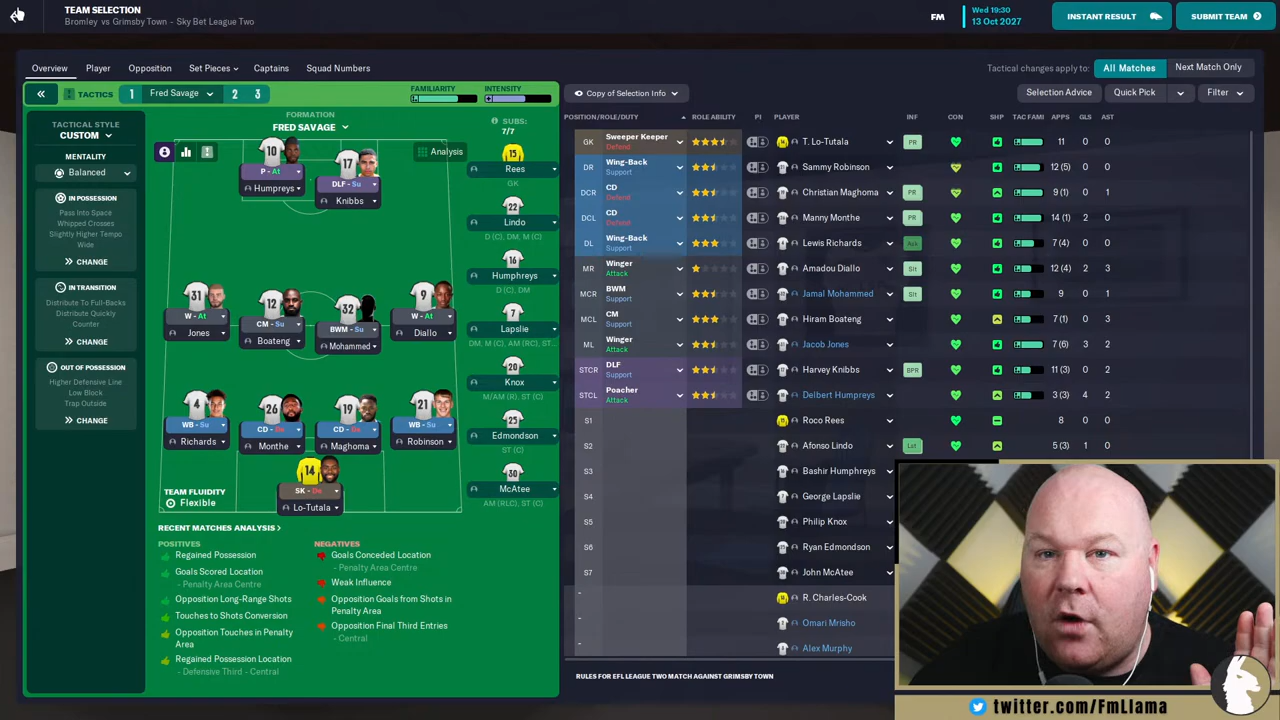 TEAM SELECTION
Bromley vs Grimsby Town - Sky Bet League Two
FM
Wed 19:30
13 Oct 2027
INSTANT RESULT
SUBMIT TEAM
Overview
Player
Opposition
Set Pieces
Captains
Squad Numbers
Tactical changes apply to:
All Matches
Next Match Only
TACTICS
1
Fred Savage
2
3
FAMILIARITY
INTENSITY
Copy of Selection Info
Selection Advice
Quick Pick
Filter
TACTICAL STYLE
CUSTOM
MENTALITY
Balanced
IN POSSESSION
Pass Into Space
Whipped Crosses
Slightly Higher Tempo
Wide
CHANGE
IN TRANSITION
Distribute To Full-Backs
Distribute Quickly
Counter
CHANGE
OUT OF POSSESSION
Higher Defensive Line
Low Block
Trap Outside
CHANGE
FORMATION
FRED SAVAGE
Analysis
10
P - At
Humpreys
17
DLF - Su
Knibbs
31
W - At
Jones
12
CM - Su
Boateng
32
BWM - Su
Mohammed
9
W - At
Diallo
4
WB - Su
Richards
26
CD - De
Monthe
19
CD - De
Maghoma
21
WB - Su
Robinson
14
SK - De
Lo-Tutala
TEAM FLUIDITY
Flexible
SUBS:
7/7
15
Rees
GK
22
Lindo
D (C), DM, M (C)
16
Humphreys
D (C), DM
7
Lapslie
DM, M (C), AM (RC), ST...
20
Knox
M/AM (R), ST (C)
25
Edmondson
ST (C)
30
McAtee
AM (RLC), ST (C)
RECENT MATCHES ANALYSIS
POSITIVES
Regained Possession
Goals Scored Location
- Penalty Area Centre
Opposition Long-Range Shots
Touches to Shots Conversion
Opposition Touches in Penalty
Area
Regained Possession Location
- Defensive Third - Central
NEGATIVES
Goals Conceded Location
- Penalty Area Centre
Weak Influence
Opposition Goals from Shots in
Penalty Area
Opposition Final Third Entries
- Central
POSITION/ROLE/DUTY ROLE ABILITY PI PLAYER INF CON SHP TAC FAMI APPS GLS AST
GK Sweeper Keeper Defend T. Lo-Tutala PR 11 0 0
DR Wing-Back Support Sammy Robinson 12 (5) 0 0
DCR CD Defend Christian Maghoma PR 9 (1) 0 1
DCL CD Defend Manny Monthe PR 14 (1) 2 0
DL Wing-Back Support Lewis Richards 7 (4) 0 0
MR Winger Attack Amadou Diallo Slt 12 (4) 2 3
MCR BWM Support Jamal Mohammed Slt 9 0 1
MCL CM Support Hiram Boateng 7 (1) 0 3
ML Winger Attack Jacob Jones 7 (6) 3 2
STCR DLF Support Harvey Knibbs BPR 11 (3) 0 2
STCL Poacher Attack Delbert Humpreys 3 (3) 4 2
S1 Roco Rees 8 0 0
S2 Afonso Lindo 5 (3) 1 0
S3 Bashir Humphreys
S4 George Lapslie
S5 Philip Knox
S6 Ryan Edmondson
S7 John McAtee
- R. Charles-Cook
- Omari Mrisho
- Alex Murphy
RULES FOR EFL LEAGUE TWO MATCH AGAINST GRIMSBY TOWN
twitter.com/FmLlama